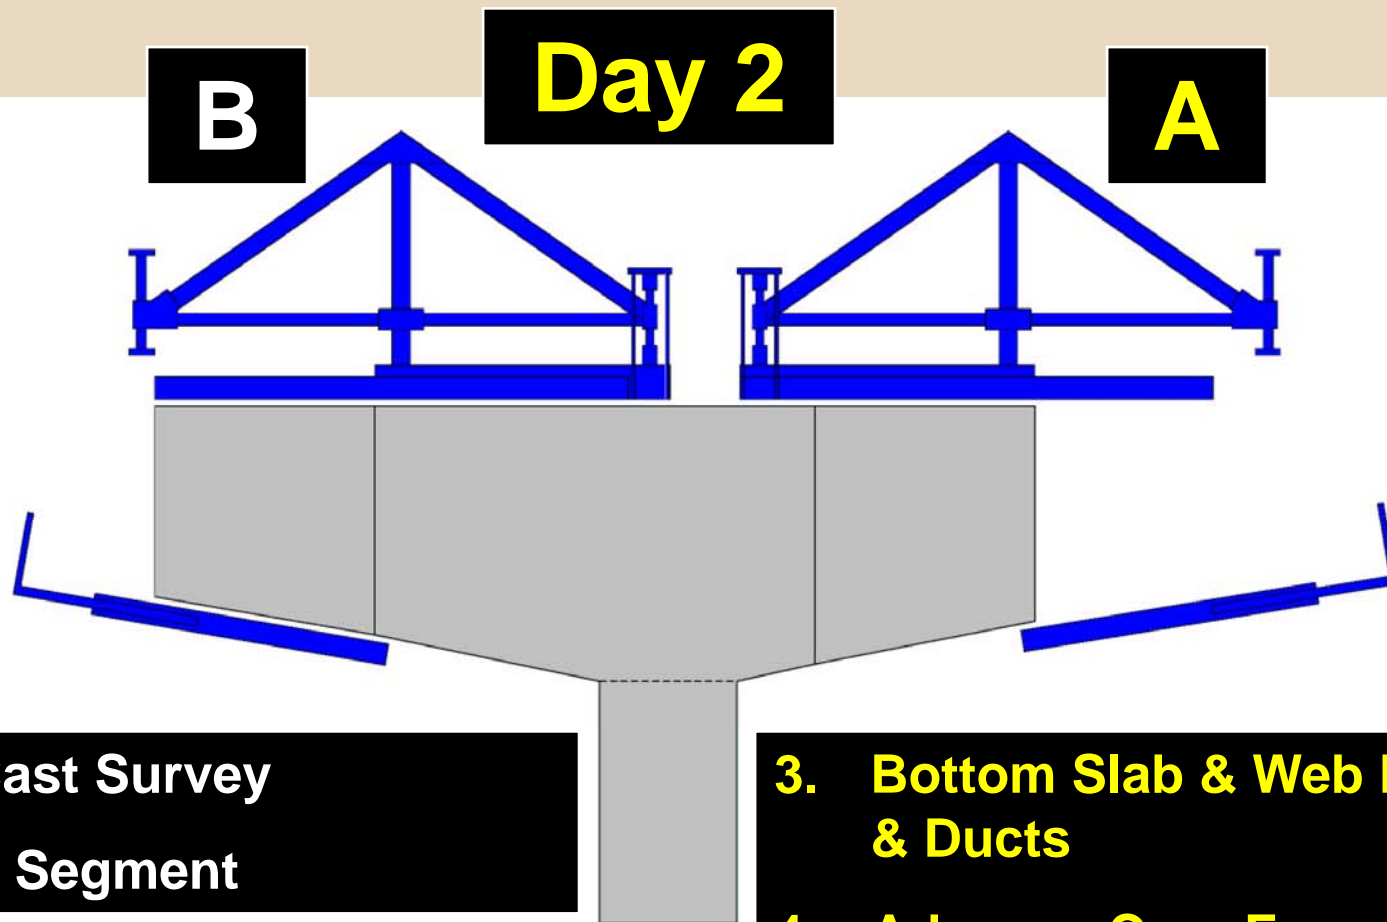 B
Day 2
A
ast Survey
Segment
3. Bottom Slab & Web
& Ducts